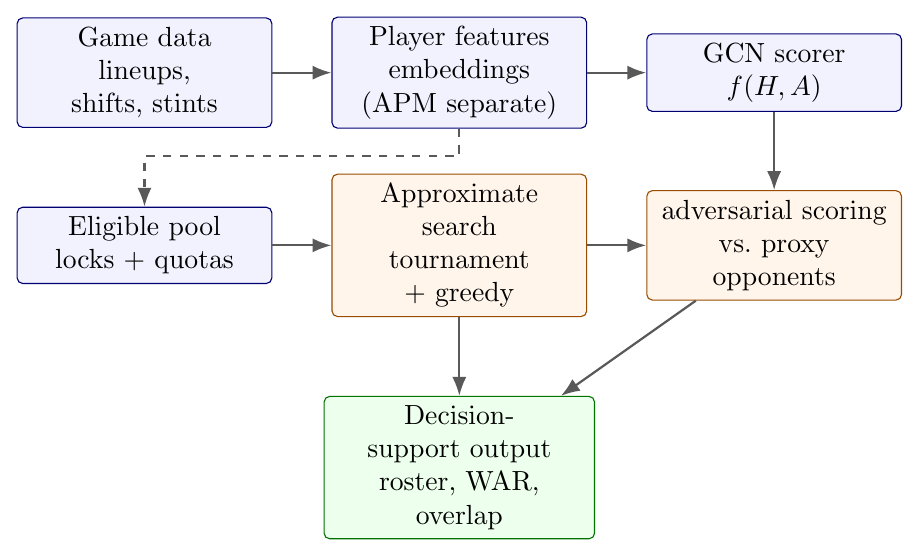 Game data
lineups,
shifts, stints
Player features
embeddings
(APM separate)
GCN scorer
f(H, A)
Eligible pool
locks + quotas
Approximate
search
tournament
+ greedy
adversarial scoring
vs. proxy
opponents
Decision-
support output
roster, WAR,
overlap